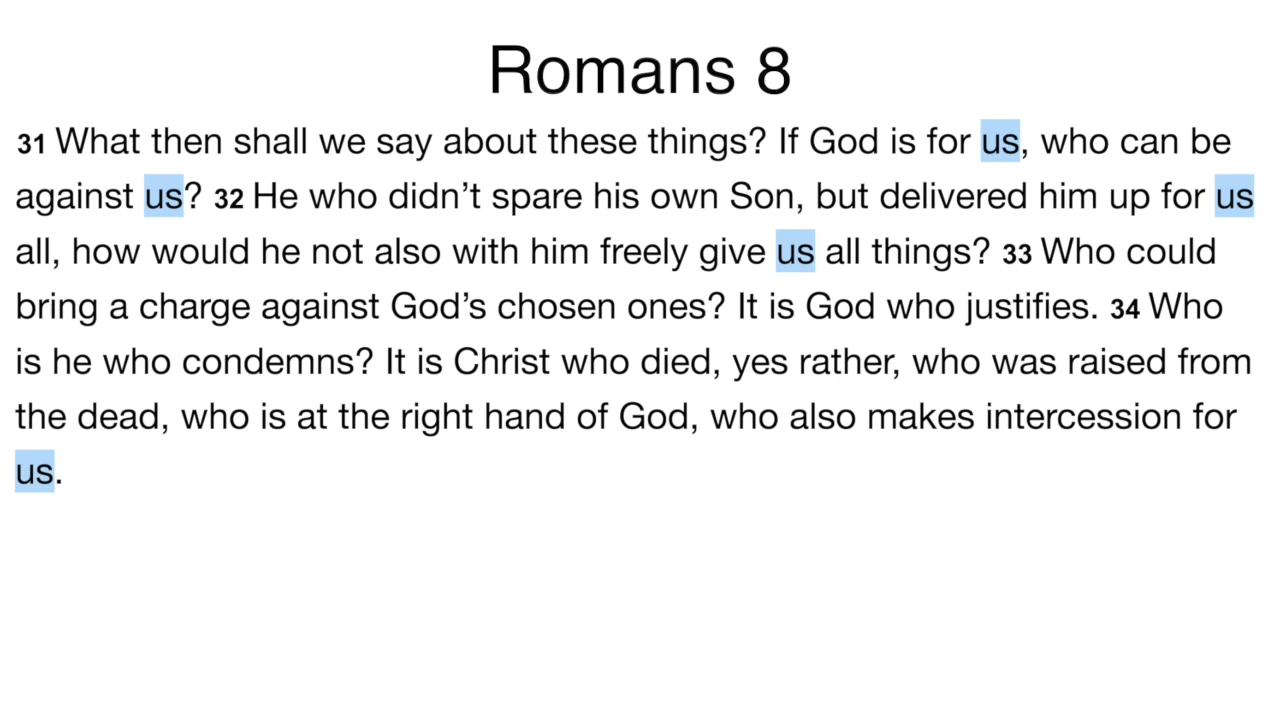 Romans 8
31 What then shall we say about these things? If God is for us, who can be
against us? 32 He who didn’t spare his own Son, but delivered him up for us
all, how would he not also with him freely give us all things? 33 Who could
bring a charge against God’s chosen ones? It is God who justifies. 34 Who
is he who condemns? It is Christ who died, yes rather, who was raised from
the dead, who is at the right hand of God, who also makes intercession for
us.